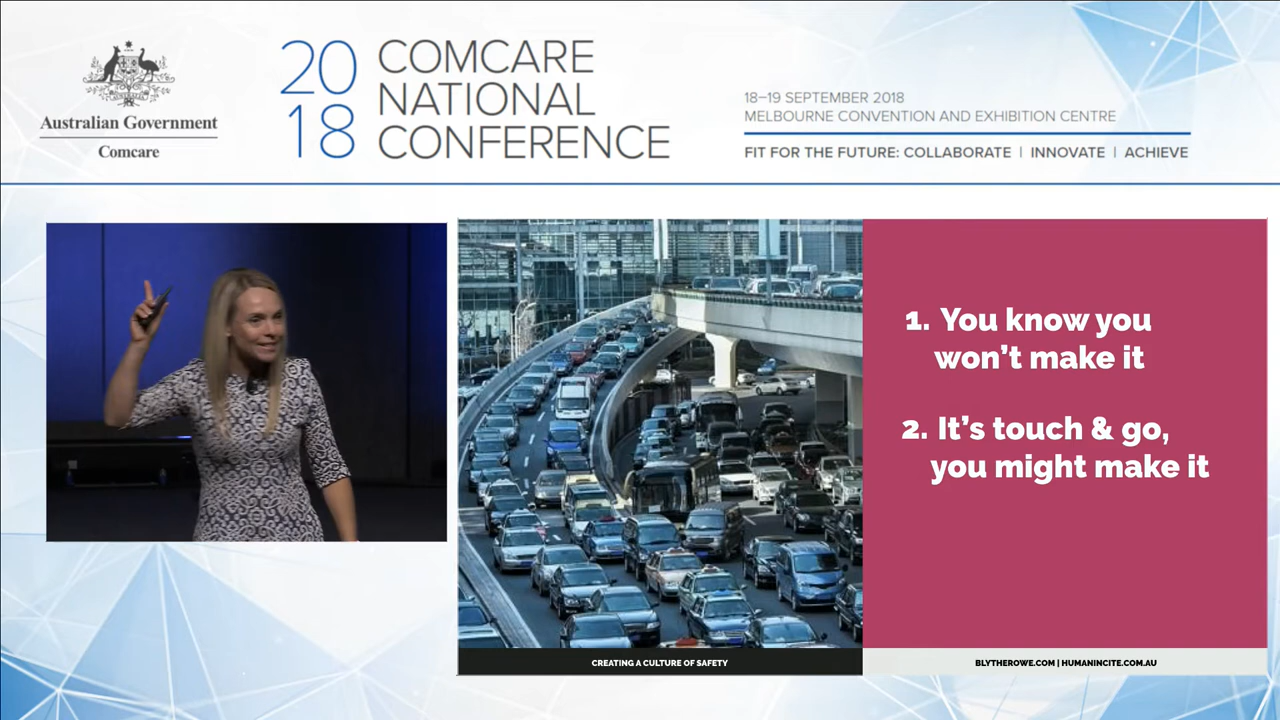 Australian Government
Comcare
20
18
COMCARE
NATIONAL
CONFERENCE
18–19 SEPTEMBER 2018
MELBOURNE CONVENTION AND EXHIBITION CENTRE
FIT FOR THE FUTURE: COLLABORATE | INNOVATE | ACHIEVE
1. You know you
won't make it
2. It's touch & go,
you might make it
CREATING A CULTURE OF SAFETY
BLYTHEROWE.COM | HUMANINCITE.COM.AU